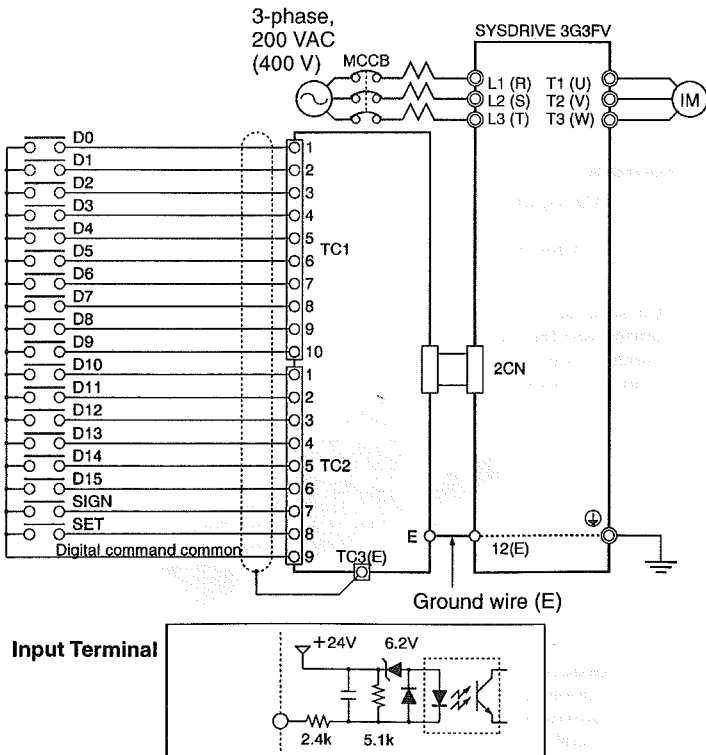 3-phase,
200 VAC
(400 V)
MCCB
SYSDRIVE 3G3FV
L1 (R) T1 (U)
L2 (S) T2 (V)
L3 (T) T3 (W)
IM
D0 1
D1 2
D2 3
D3 4
D4 5
TC1
D5 6
D6 7
D7 8
D8 9
D9 10
2CN
D10 1
D11 2
D12 3
D13 4
D14 5 TC2
D15 6
SIGN 7
SET 8
E
12(E)
Digital command common 9
TC3(E)
Ground wire (E)
Input Terminal
+24V 6.2V
2.4k 5.1k